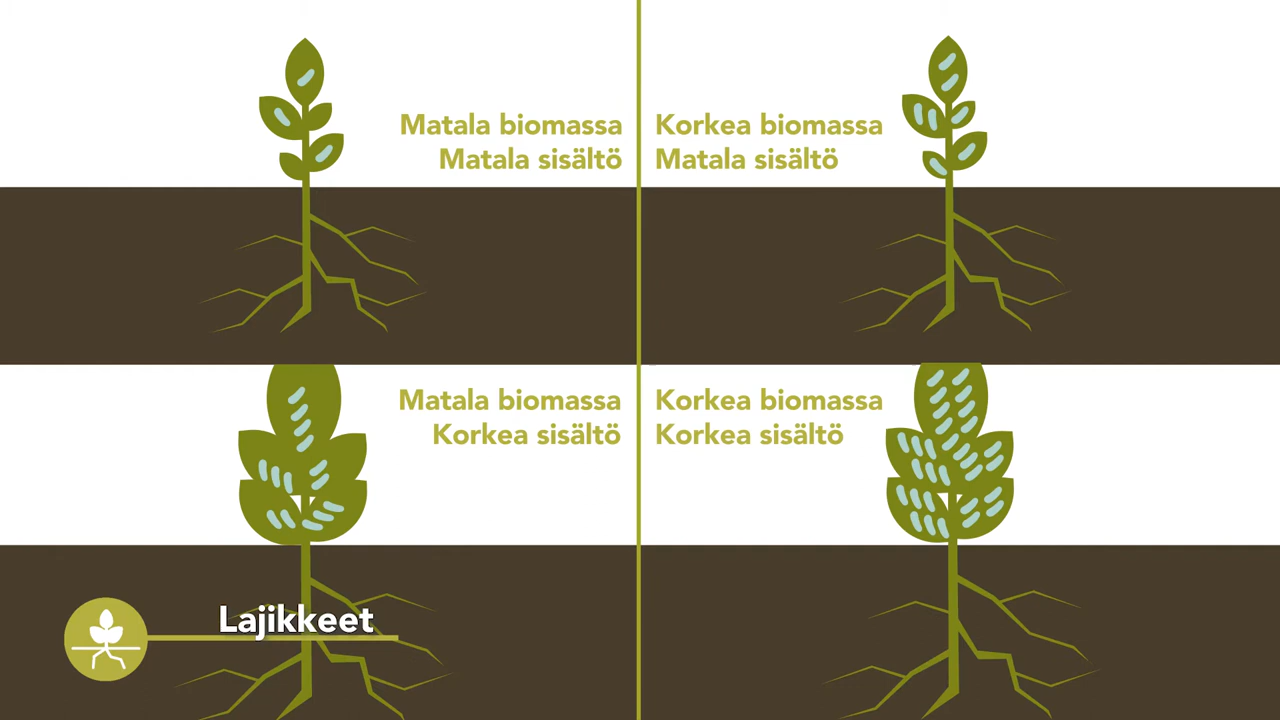 Matala biomassa
Matala sisältö
Korkea biomassa
Matala sisältö
Matala biomassa
Korkea sisältö
Korkea biomassa
Korkea sisältö
Lajikkeet